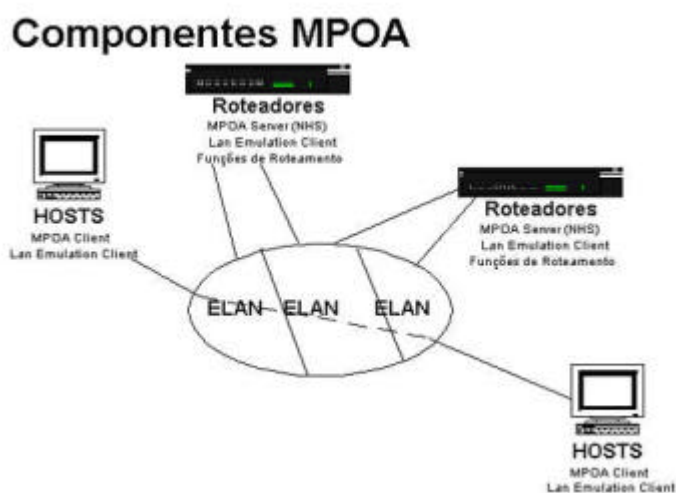 Componentes MPOA
Roteadores
MPOA Server (NHS)
Lan Emulation Client
Funções de Roteamento
HOSTS
MPOA Client
Lan Emulation Client
Roteadores
MPOA Server (NHS)
Lan Emulation Client
Funções de Roteamento
ELAN ELAN ELAN
HOSTS
MPOA Client
Lan Emulation Client